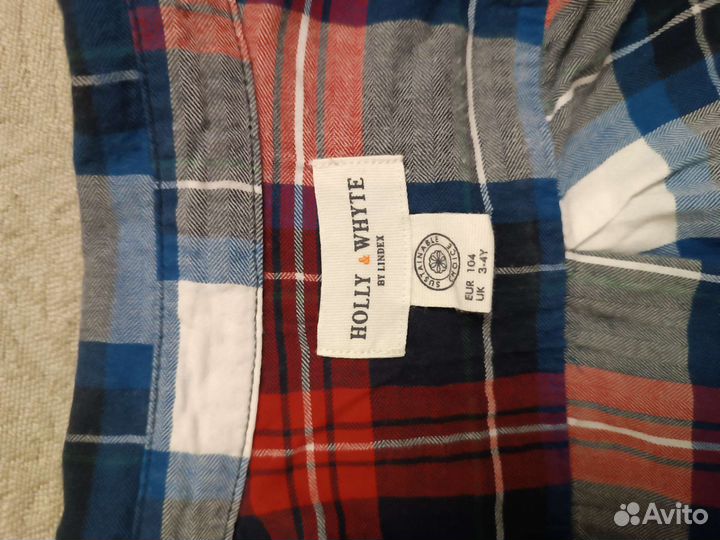 HOLLY & WHYTE
BY LINDEX
SUSTAINABLE CHOICE
EUR 104
UK 3-4Y
Avito